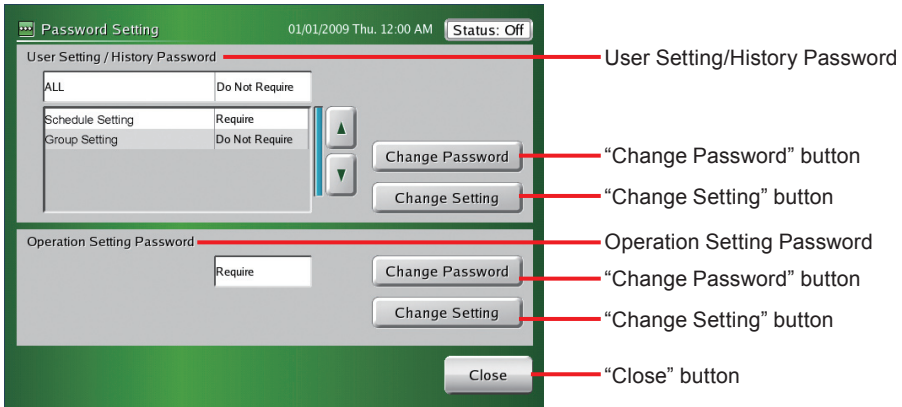 Password Setting 01/01/2009 Thu. 12:00 AM Status: Off
User Setting / History Password
User Setting/History Password
ALL Do Not Require
Schedule Setting Require
Group Setting Do Not Require
Change Password
“Change Password” button
Change Setting
“Change Setting” button
Operation Setting Password
Operation Setting Password
Require
Change Password
“Change Password” button
Change Setting
“Change Setting” button
Close
“Close” button